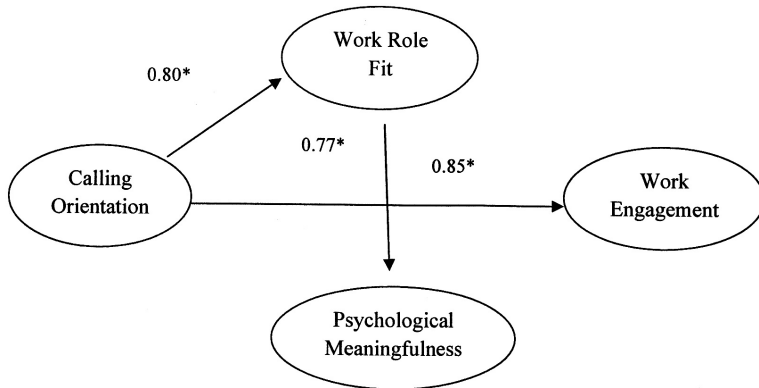 Work Role
Fit
0.80*
0.77*
0.85*
Calling
Orientation
Work
Engagement
Psychological
Meaningfulness